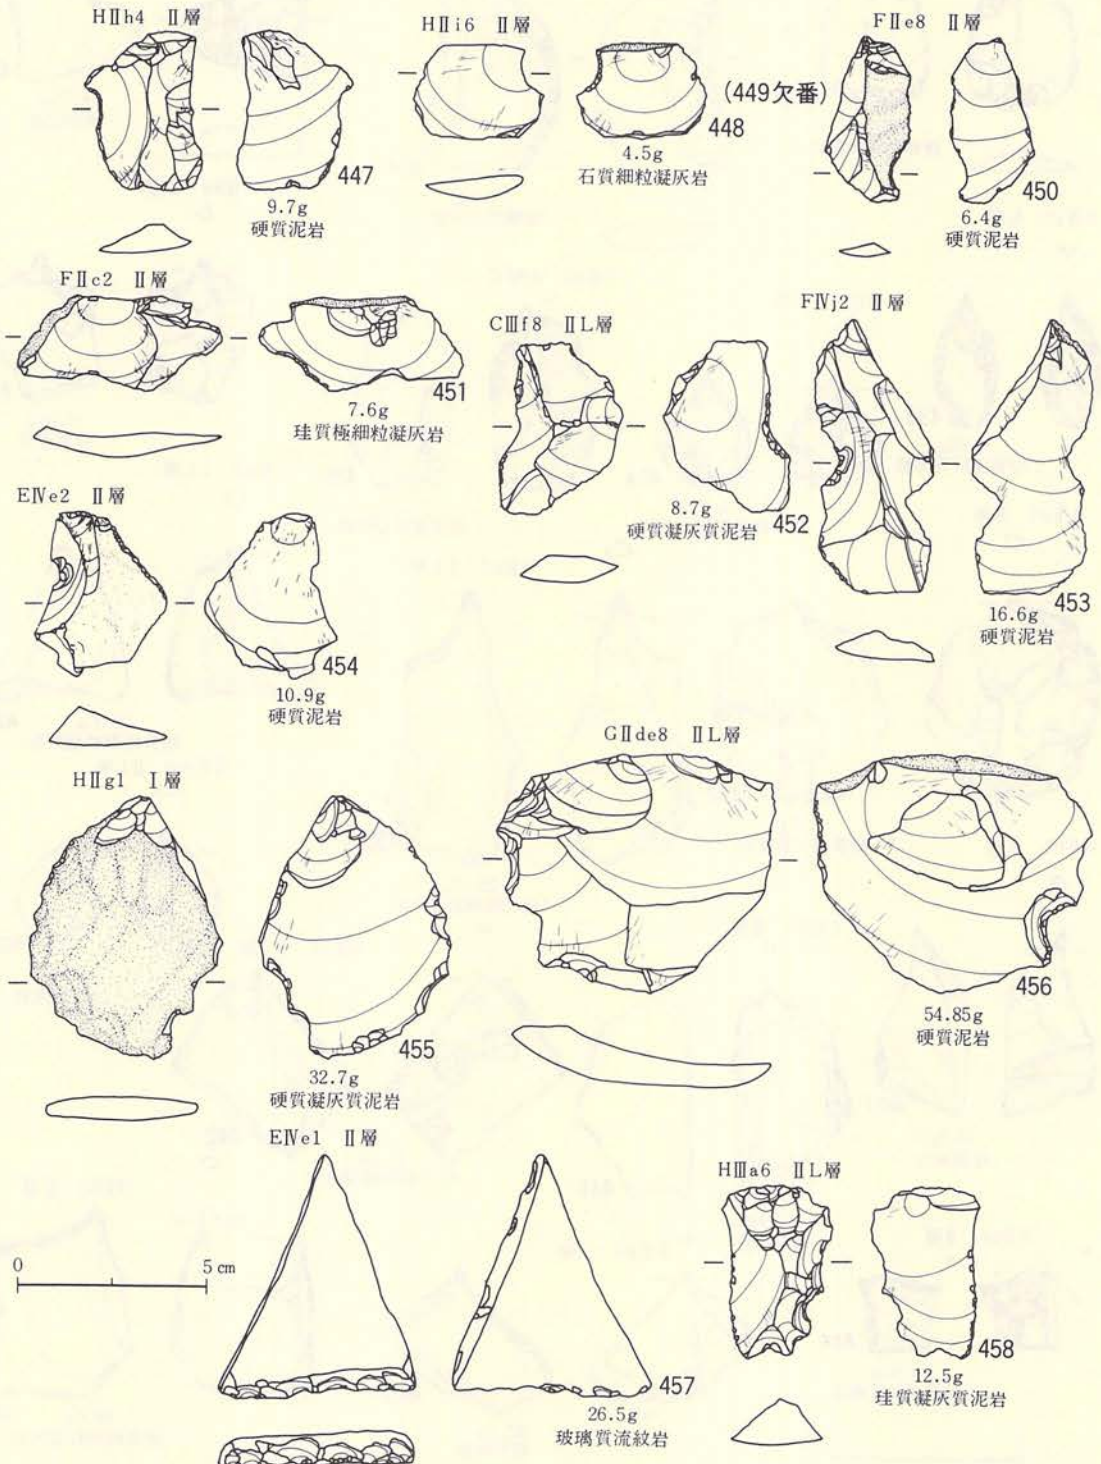 HⅡh4 Ⅱ層
447
9.7g
硬質泥岩
HⅡi6 Ⅱ層
(449欠番)
448
4.5g
石質細粒凝灰岩
FⅡe8 Ⅱ層
450
6.4g
硬質泥岩
FⅡc2 Ⅱ層
451
7.6g
珪質極細粒凝灰岩
CⅢf8 ⅡL層
452
8.7g
硬質凝灰質泥岩
FⅣj2 Ⅱ層
453
16.6g
硬質泥岩
EⅣe2 Ⅱ層
454
10.9g
硬質泥岩
HⅡg1 Ⅰ層
455
32.7g
硬質凝灰質泥岩
GⅡde8 ⅡL層
456
54.85g
硬質泥岩
EⅣe1 Ⅱ層
457
26.5g
玻璃質流紋岩
HⅢa6 ⅡL層
458
12.5g
珪質凝灰質泥岩
0 5cm